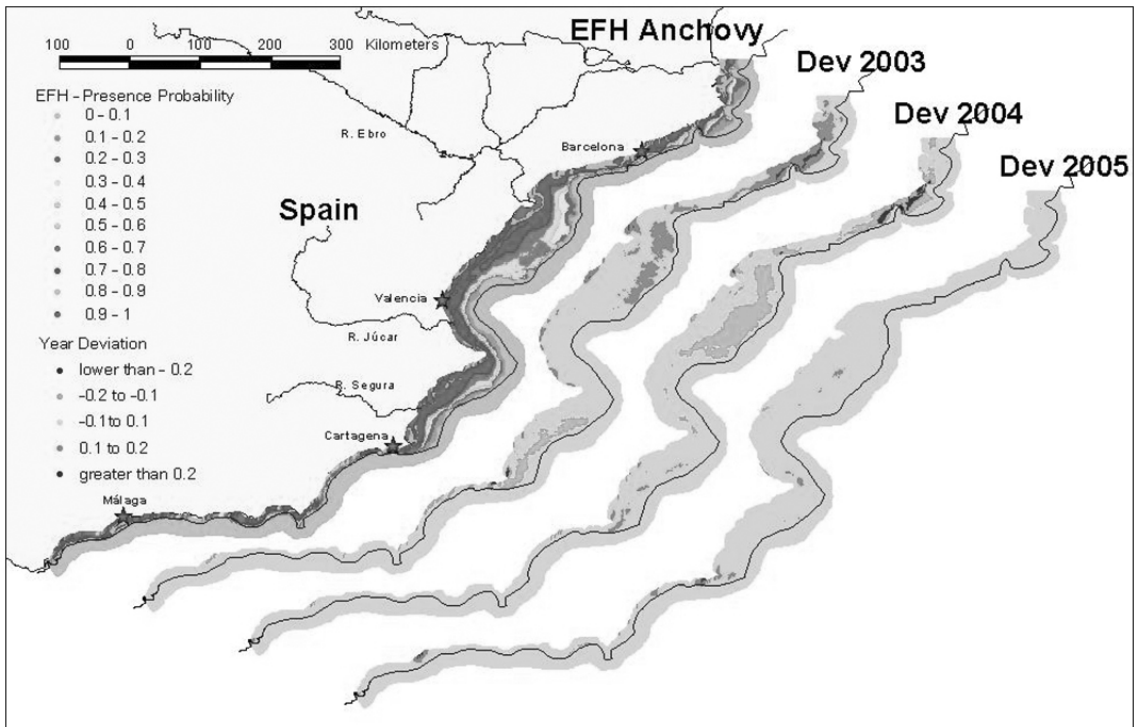 EFH Anchovy
Dev 2003
Dev 2004
Dev 2005
100 0 100 200 300 Kilometers
EFH – Presence Probability
0 – 0.1
0.1 – 0.2
0.2 – 0.3
0.3 – 0.4
0.4 – 0.5
0.5 – 0.6
0.6 – 0.7
0.7 – 0.8
0.8 – 0.9
0.9 – 1
Year Deviation
lower than – 0.2
-0.2 to -0.1
-0.1 to 0.1
0.1 to 0.2
greater than 0.2
R. Ebro
Barcelona
Spain
Valencia
R. Júcar
R. Segura
Cartagena
Málaga